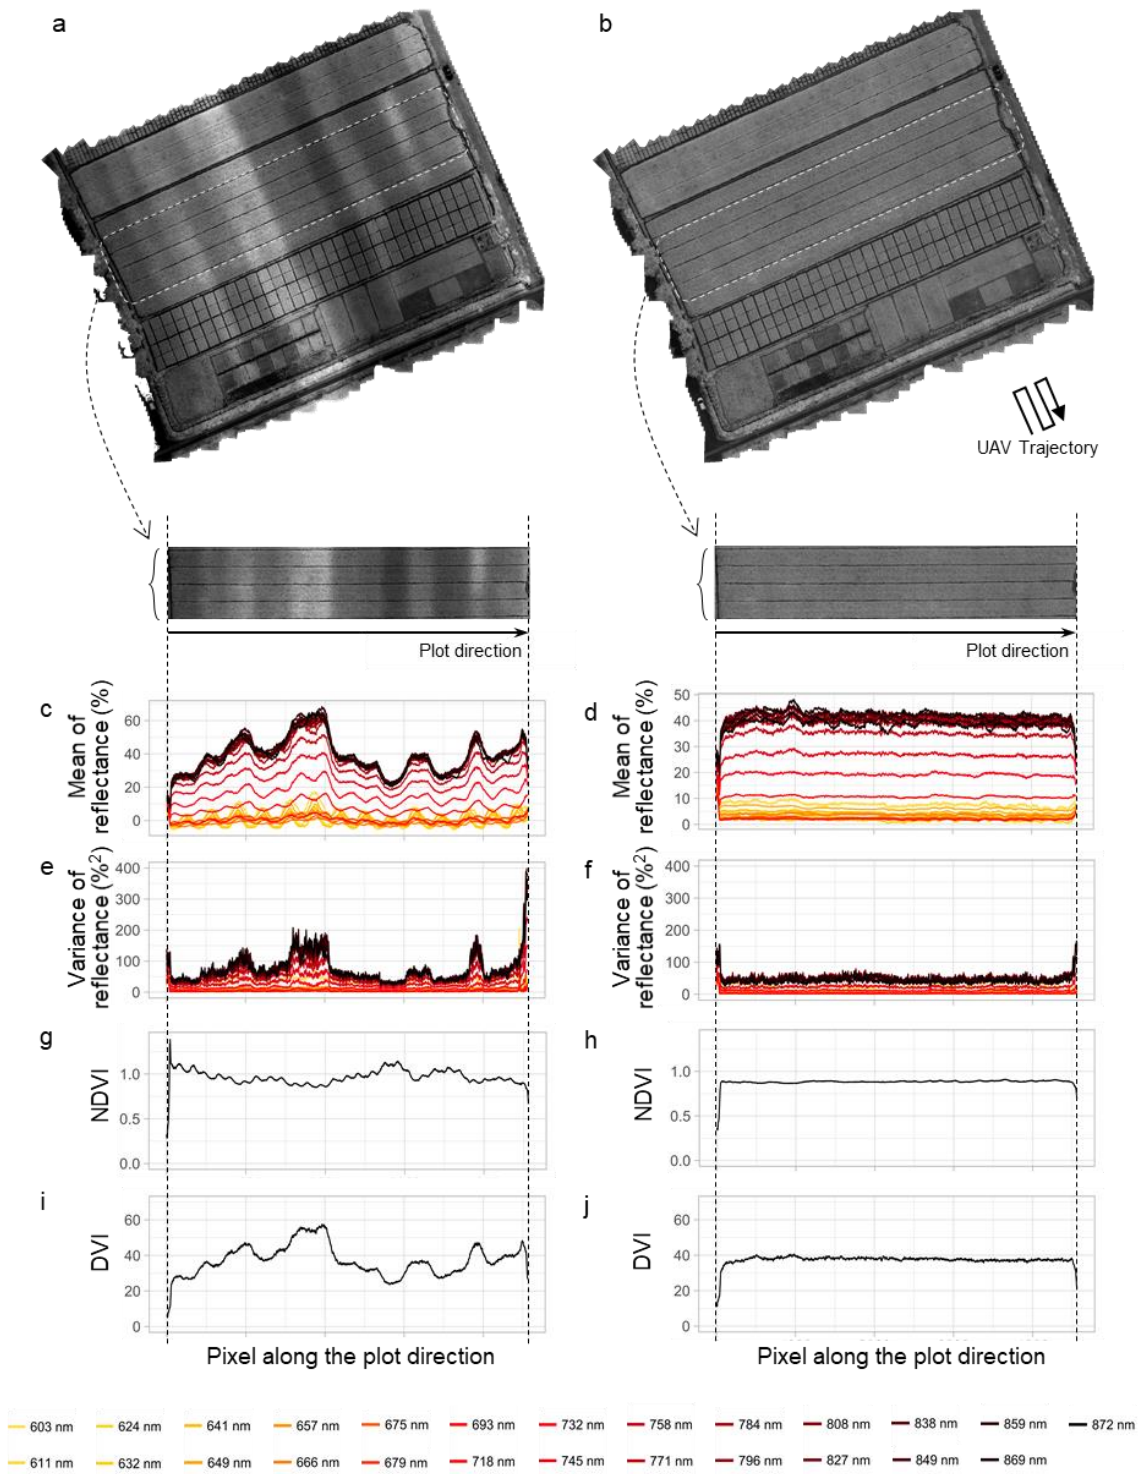 a
b
UAV Trajectory
Plot direction
Plot direction
c
Mean of
reflectance (%)
60
40
20
0
d
Mean of
reflectance (%)
50
40
30
20
10
0
e
Variance of
reflectance (%²)
400
300
200
100
0
f
Variance of
reflectance (%²)
400
300
200
100
0
g
NDVI
1.0
0.5
0.0
h
NDVI
1.0
0.5
0.0
i
DVI
60
40
20
0
j
DVI
60
40
20
0
Pixel along the plot direction
Pixel along the plot direction
603 nm 624 nm 641 nm 657 nm 675 nm 693 nm 732 nm 758 nm 784 nm 808 nm 838 nm 859 nm 872 nm
611 nm 632 nm 649 nm 666 nm 679 nm 718 nm 745 nm 771 nm 796 nm 827 nm 849 nm 869 nm